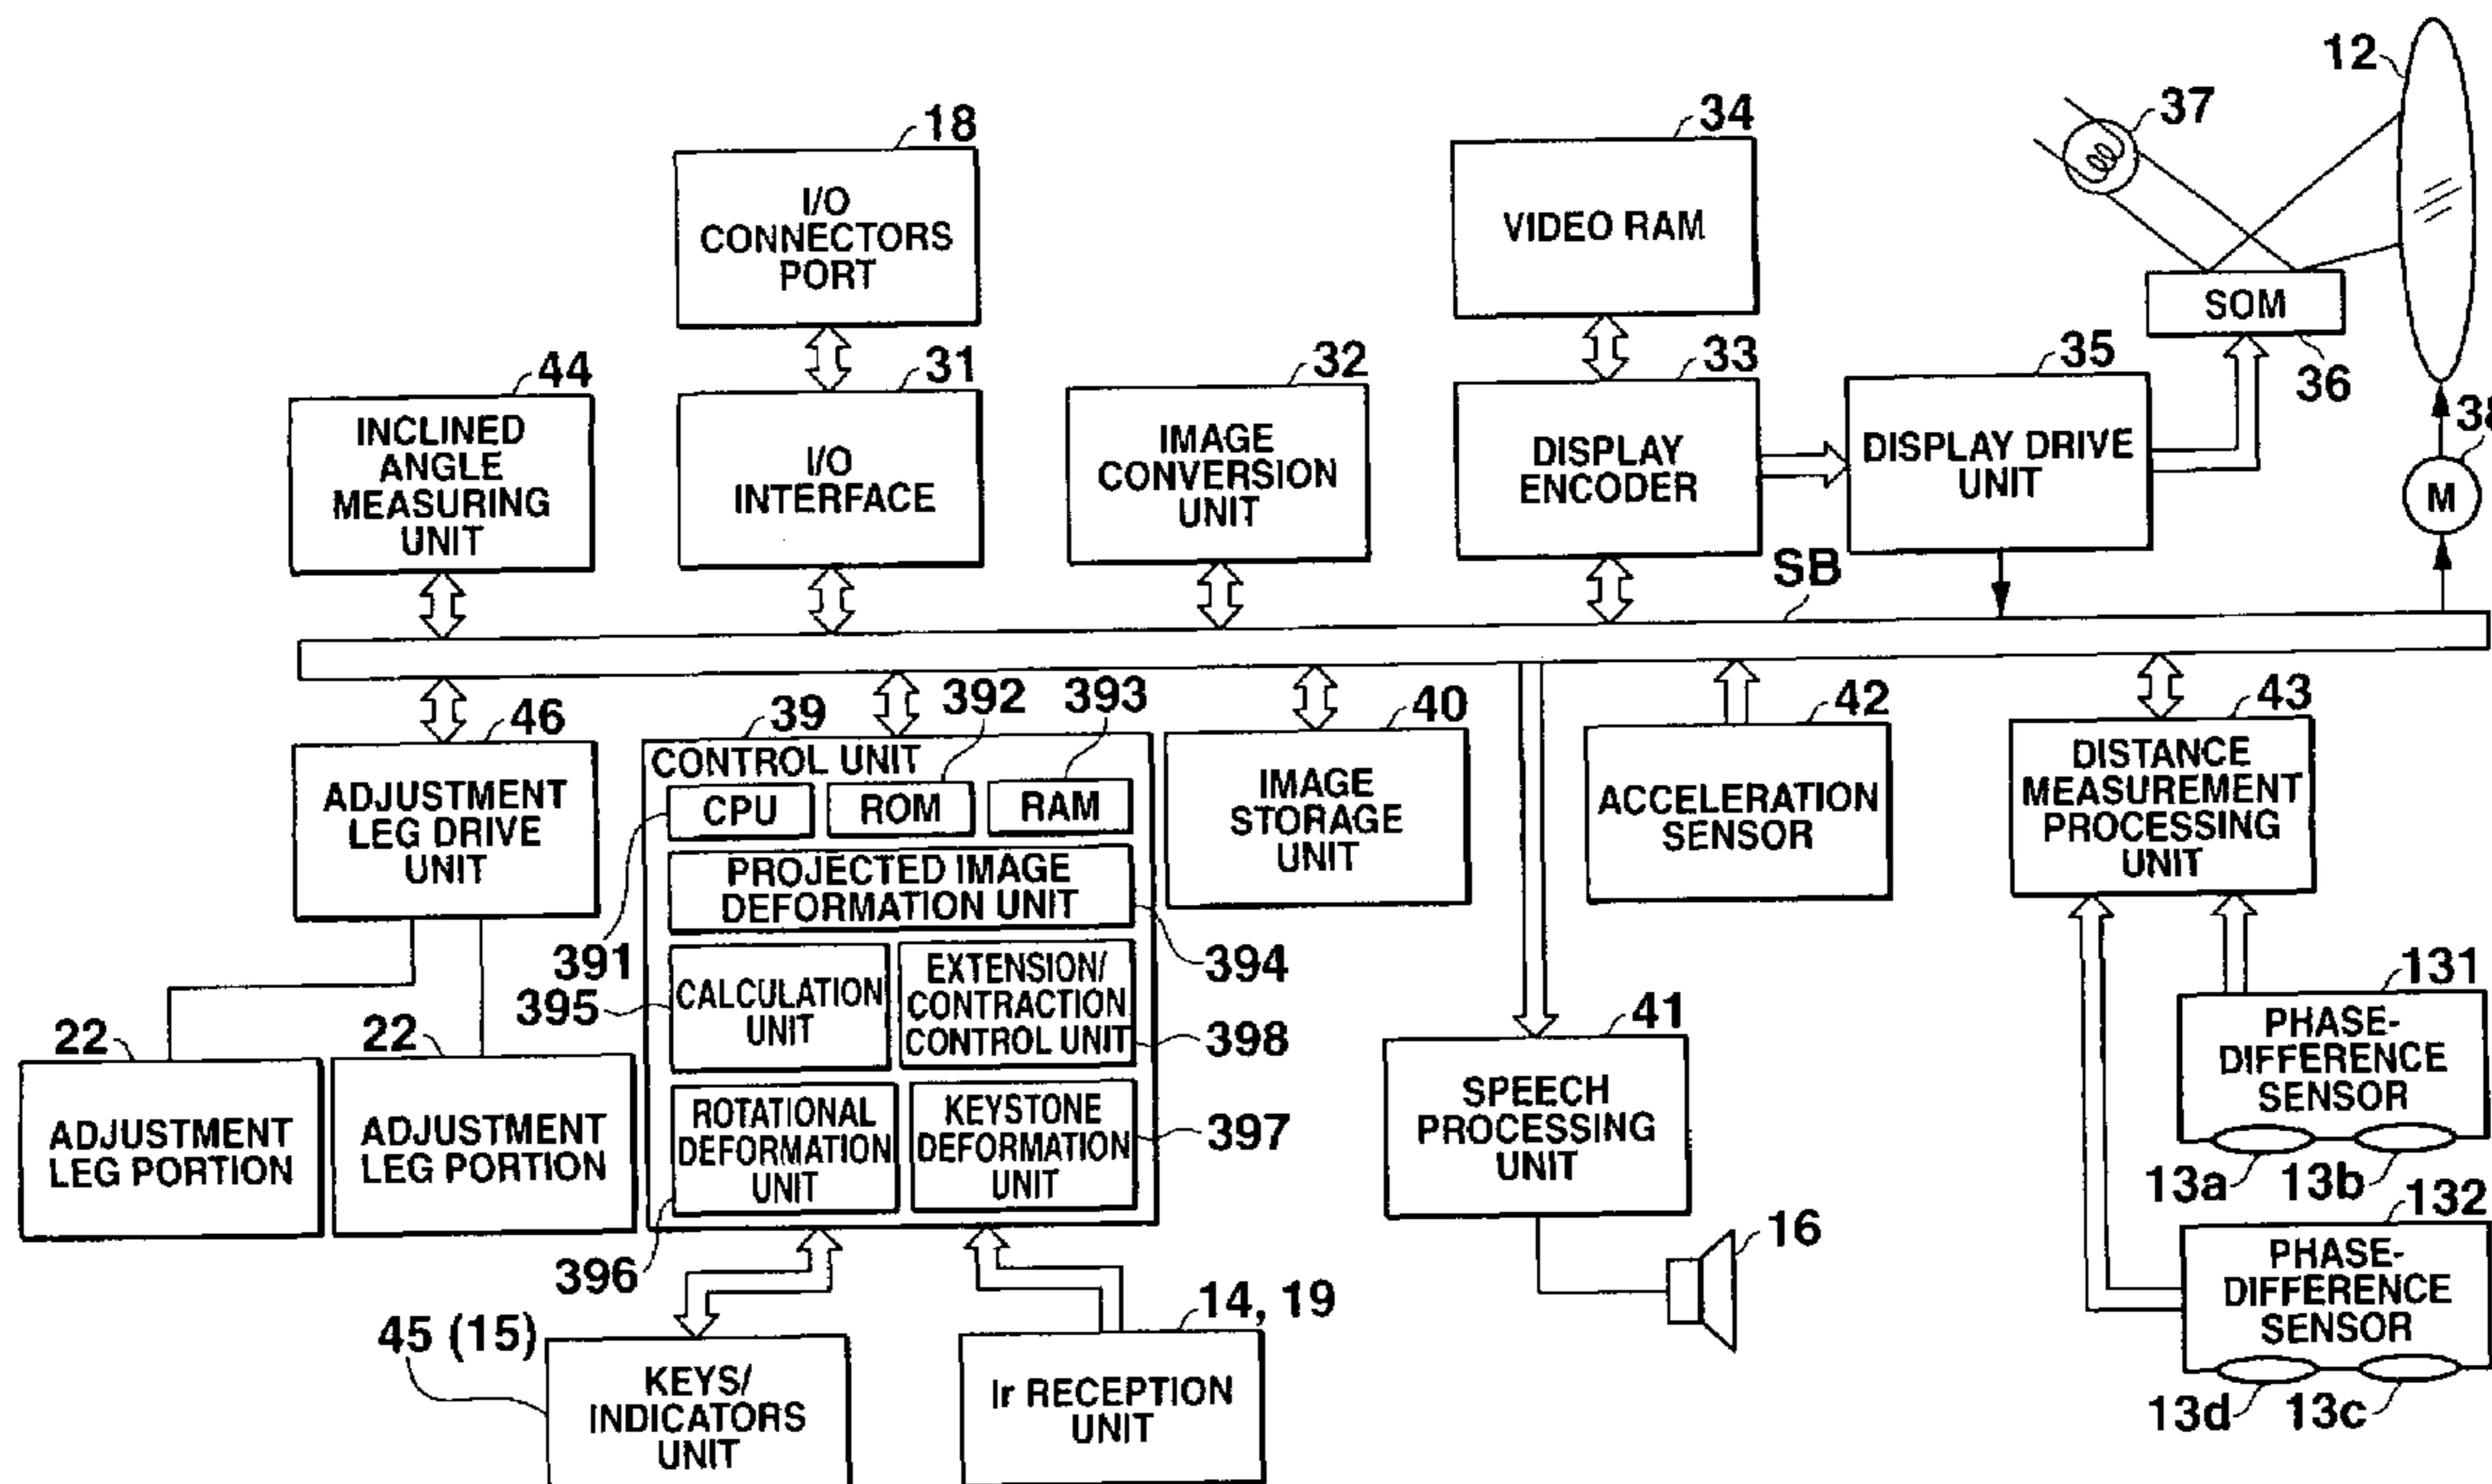 12
37
18
34
I/O
CONNECTORS
PORT
VIDEO RAM
SOM
36
44
31
32
33
35
38
INCLINED
ANGLE
MEASURING
UNIT
I/O
INTERFACE
IMAGE
CONVERSION
UNIT
DISPLAY
ENCODER
DISPLAY DRIVE
UNIT
M
SB
46
39
392
393
40
42
43
ADJUSTMENT
LEG DRIVE
UNIT
CONTROL UNIT
CPU
ROM
RAM
PROJECTED IMAGE
DEFORMATION UNIT
391
394
395
CALCULATION
UNIT
EXTENSION/
CONTRACTION
CONTROL UNIT
398
ROTATIONAL
DEFORMATION
UNIT
KEYSTONE
DEFORMATION
UNIT
397
396
IMAGE
STORAGE
UNIT
ACCELERATION
SENSOR
DISTANCE
MEASUREMENT
PROCESSING
UNIT
22
22
ADJUSTMENT
LEG PORTION
ADJUSTMENT
LEG PORTION
41
SPEECH
PROCESSING
UNIT
16
131
PHASE-
DIFFERENCE
SENSOR
13a
13b
132
PHASE-
DIFFERENCE
SENSOR
13d
13c
45 (15)
KEYS/
INDICATORS
UNIT
14, 19
Ir RECEPTION
UNIT